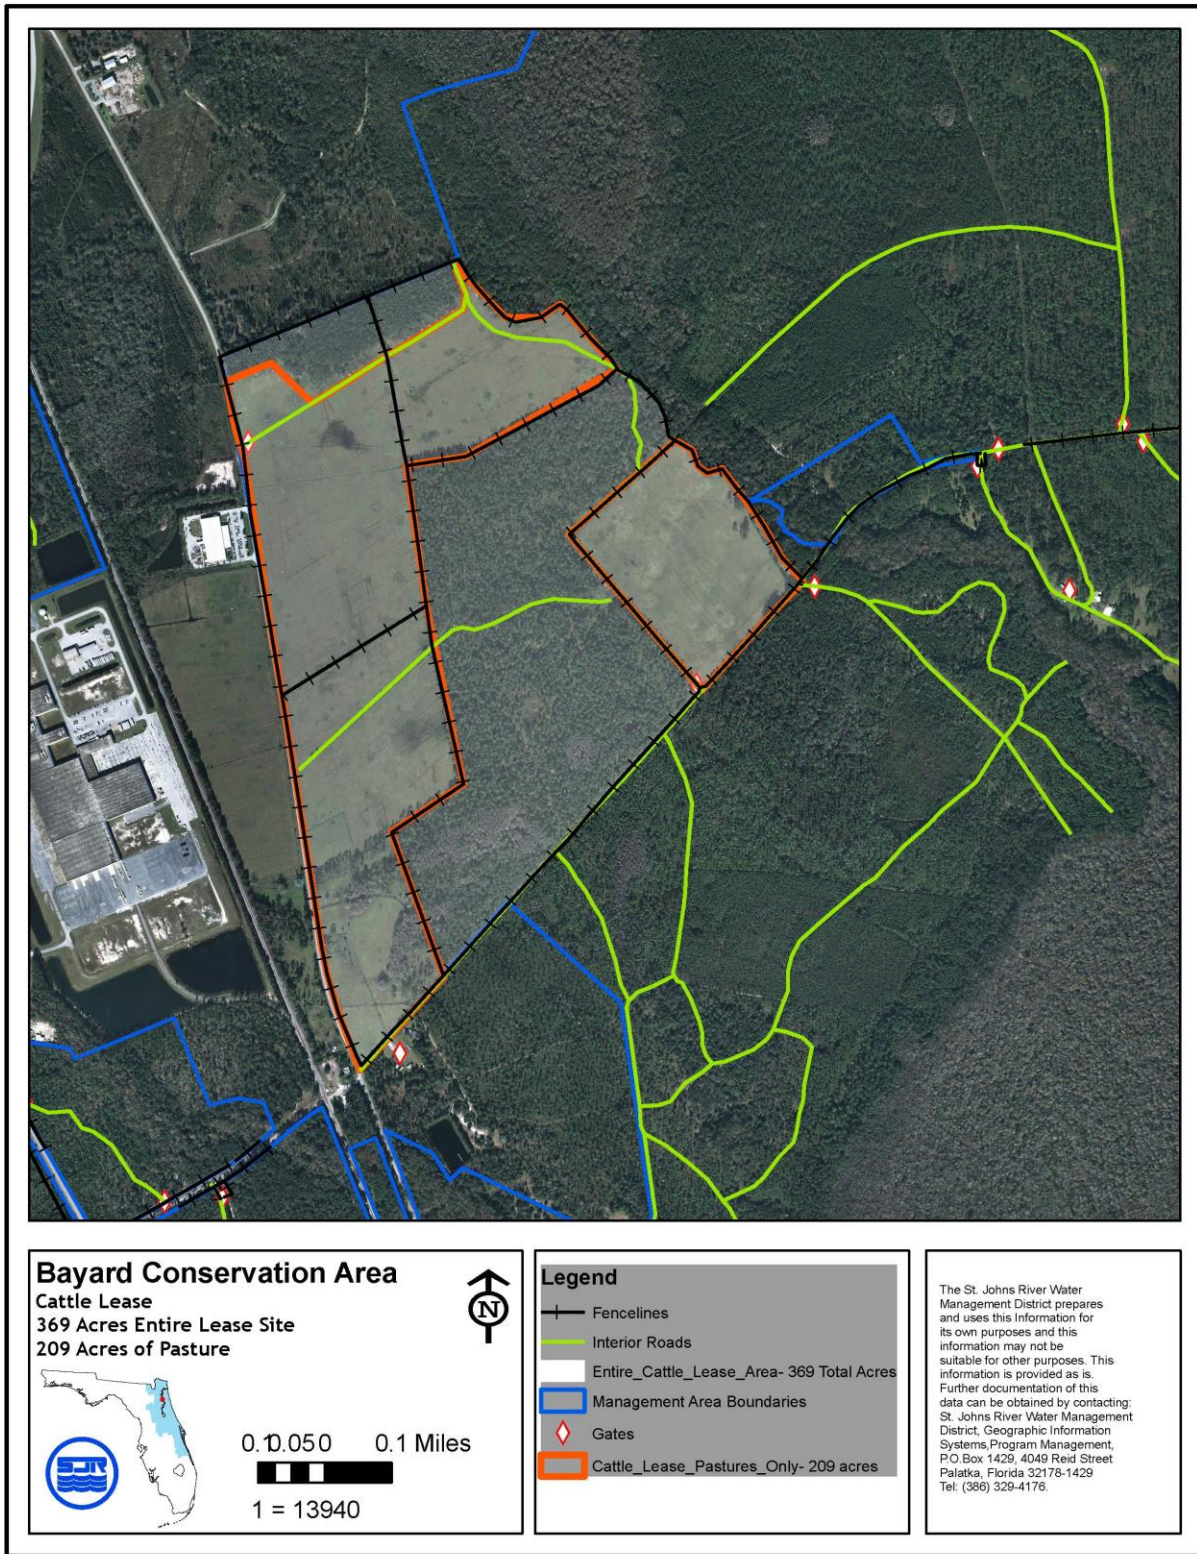 Bayard Conservation Area
Cattle Lease
369 Acres Entire Lease Site
209 Acres of Pasture
N
SJR
0.10.050 0.1 Miles
1 = 13940
Legend
Fencelines
Interior Roads
Entire_Cattle_Lease_Area- 369 Total Acres
Management Area Boundaries
Gates
Cattle_Lease_Pastures_Only- 209 acres
The St. Johns River Water
Management District prepares
and uses this Information for
its own purposes and this
information may not be
suitable for other purposes. This
information is provided as is.
Further documentation of this
data can be obtained by contacting:
St. Johns River Water Management
District, Geographic Information
Systems,Program Management,
P.O.Box 1429, 4049 Reid Street
Palatka, Florida 32178-1429
Tel: (386) 329-4176.